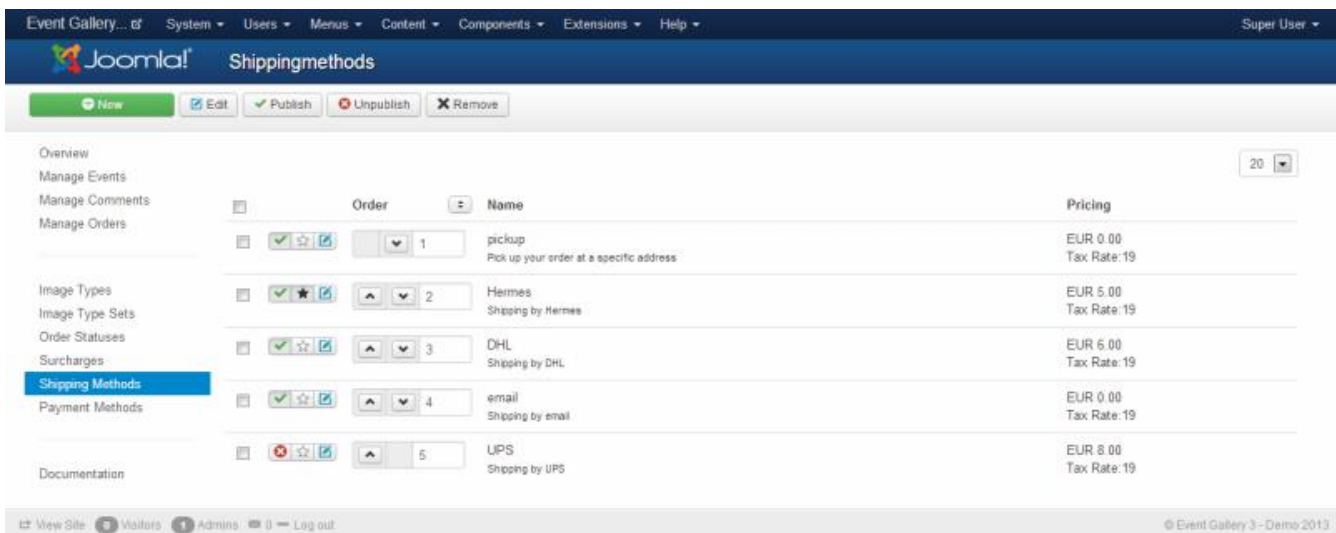 Event Gallery... System Users Menus Content Components Extensions Help Super User
Joomla! Shippingmethods
New Edit Publish Unpublish Remove
Overview
20
Manage Events
Manage Comments
Order Name Pricing
Manage Orders
1 pickup EUR 0.00
Pick up your order at a specific address Tax Rate:19
Image Types
2 Hermes EUR 5.00
Image Type Sets
Shipping by Hermes Tax Rate:19
Order Statuses
3 DHL EUR 6.00
Surcharges
Shipping by DHL Tax Rate:19
Shipping Methods
4 email EUR 0.00
Payment Methods
Shipping by email Tax Rate:19
5 UPS EUR 8.00
Shipping by UPS Tax Rate:19
Documentation
View Site 0 Visitors 1 Admins 0 Log out © Event Gallery 3 - Demo 2013